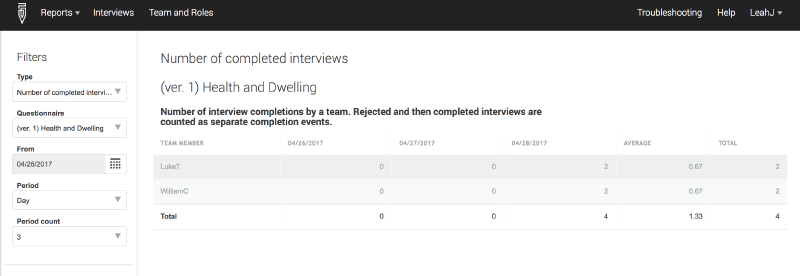 Reports Interviews Team and Roles Troubleshooting Help LeahJ
Filters
Type
Number of completed intervi...
Questionnaire
(ver. 1) Health and Dwelling
From
04/28/2017
Period
Day
Period count
3
Number of completed interviews
(ver. 1) Health and Dwelling
Number of interview completions by a team. Rejected and then completed interviews are
counted as separate completion events.
TEAM MEMBER 04/26/2017 04/27/2017 04/28/2017 AVERAGE TOTAL
LukeT 0 0 2 0.67 2
WilliamC 0 0 2 0.67 2
Total 0 0 4 1.33 4